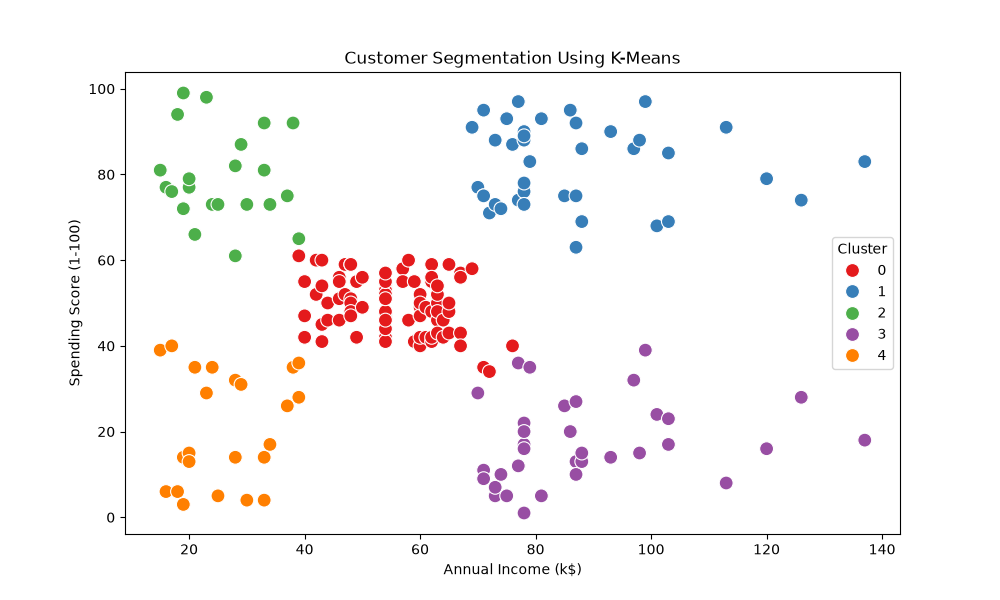 Customer Segmentation Using K-Means
Spending Score (1-100)
100
80
60
40
20
0
20 40 60 80 100 120 140
Annual Income (k$)
Cluster
0
1
2
3
4